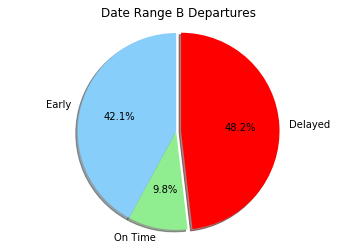 Date Range B Departures
Early
42.1%
48.2%
Delayed
9.8%
On Time